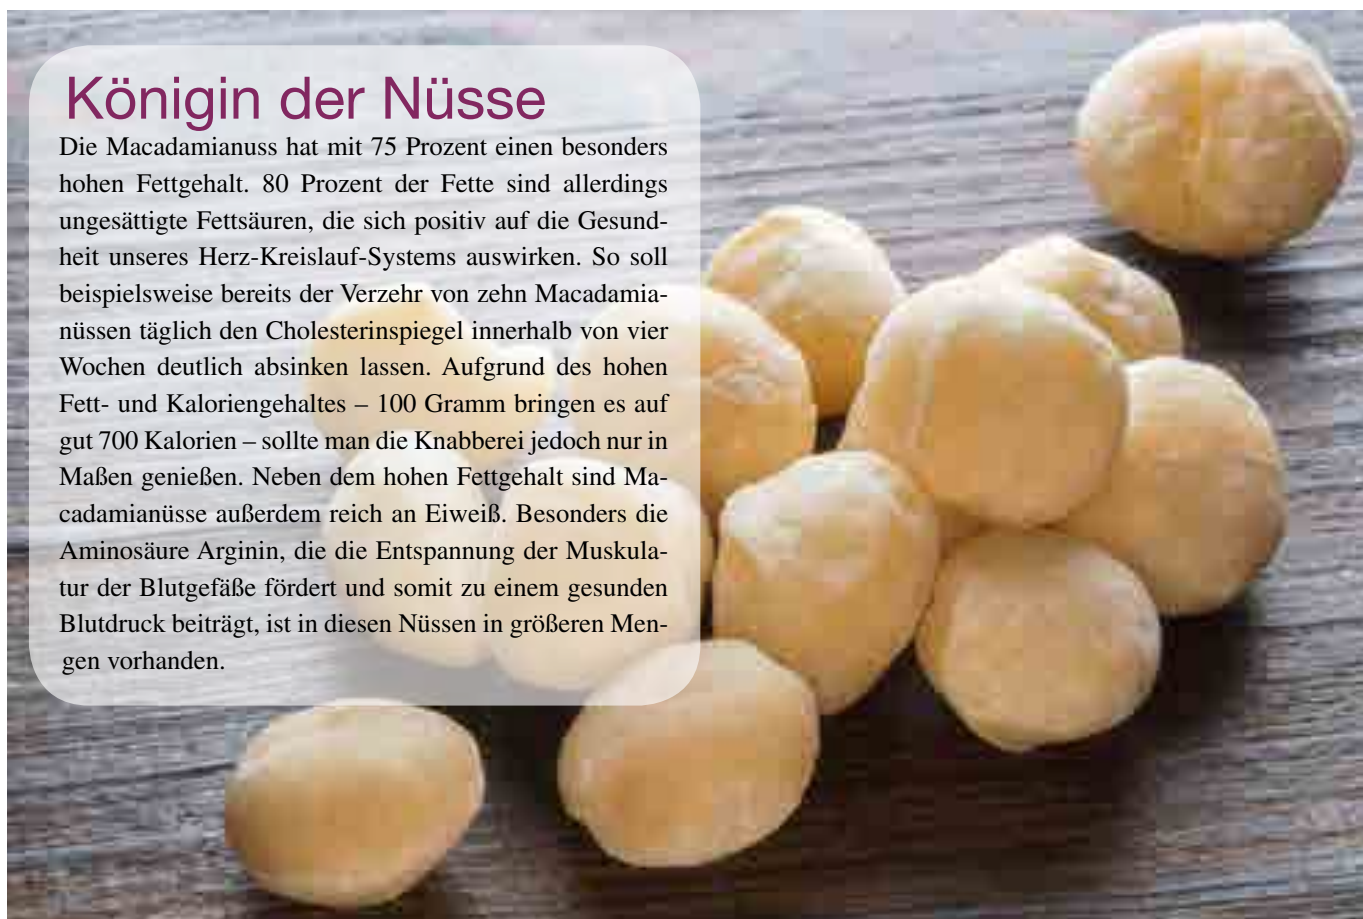 Königin der Nüsse
Die Macadamianuss hat mit 75 Prozent einen besonders
hohen Fettgehalt. 80 Prozent der Fette sind allerdings
ungesättigte Fettsäuren, die sich positiv auf die Gesund-
heit unseres Herz-Kreislauf-Systems auswirken. So soll
beispielsweise bereits der Verzehr von zehn Macadamia-
nüssen täglich den Cholesterinspiegel innerhalb von vier
Wochen deutlich absinken lassen. Aufgrund des hohen
Fett- und Kaloriengehaltes – 100 Gramm bringen es auf
gut 700 Kalorien – sollte man die Knabberei jedoch nur in
Maßen genießen. Neben dem hohen Fettgehalt sind Ma-
cadamianüsse außerdem reich an Eiweiß. Besonders die
Aminosäure Arginin, die die Entspannung der Muskula-
tur der Blutgefäße fördert und somit zu einem gesunden
Blutdruck beiträgt, ist in diesen Nüssen in größeren Men-
gen vorhanden.